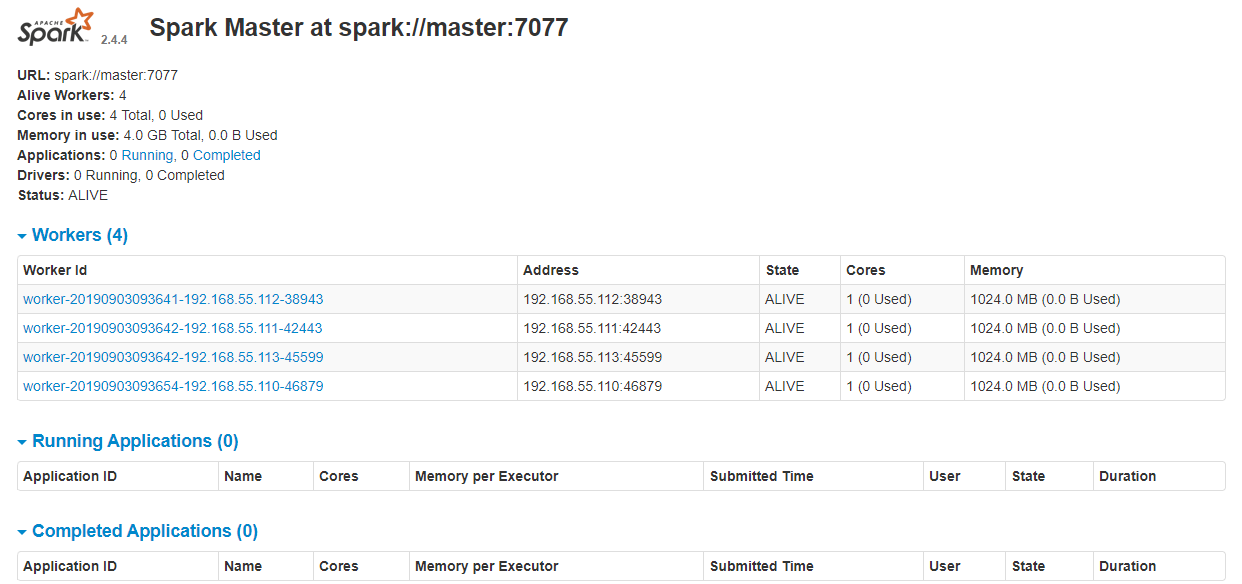 APACHE
Spark 2.4.4 Spark Master at spark://master:7077
URL: spark://master:7077
Alive Workers: 4
Cores in use: 4 Total, 0 Used
Memory in use: 4.0 GB Total, 0.0 B Used
Applications: 0 Running, 0 Completed
Drivers: 0 Running, 0 Completed
Status: ALIVE
Workers (4)
Worker Id Address State Cores Memory
worker-20190903093641-192.168.55.112-38943 192.168.55.112:38943 ALIVE 1 (0 Used) 1024.0 MB (0.0 B Used)
worker-20190903093642-192.168.55.111-42443 192.168.55.111:42443 ALIVE 1 (0 Used) 1024.0 MB (0.0 B Used)
worker-20190903093642-192.168.55.113-45599 192.168.55.113:45599 ALIVE 1 (0 Used) 1024.0 MB (0.0 B Used)
worker-20190903093654-192.168.55.110-46879 192.168.55.110:46879 ALIVE 1 (0 Used) 1024.0 MB (0.0 B Used)
Running Applications (0)
Application ID Name Cores Memory per Executor Submitted Time User State Duration
Completed Applications (0)
Application ID Name Cores Memory per Executor Submitted Time User State Duration